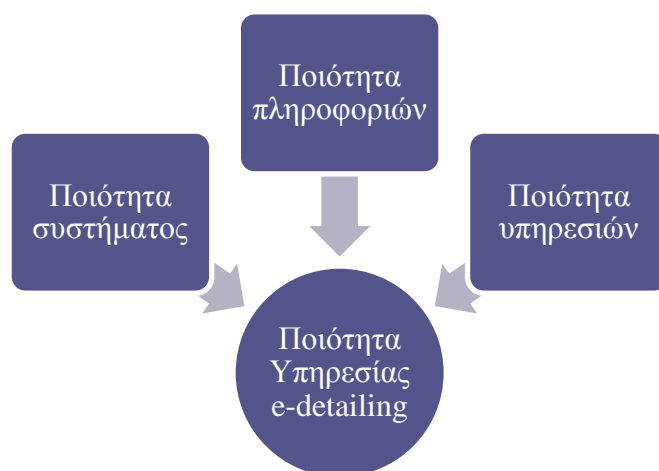 Ποιότητα
πληροφοριών
Ποιότητα
συστήματος
Ποιότητα
υπηρεσιών
Ποιότητα
Υπηρεσίας
e-detailing